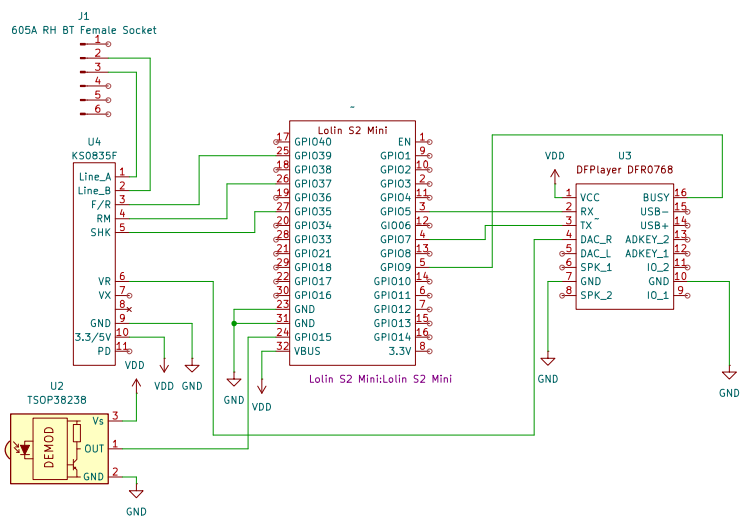 J1
605A RH BT Female Socket
1
2
3
4
5
6
U4
KS0835F
Line_A 1
Line_B 2
F/R 3
RM 4
SHK 5
VR 6
VX 7
8
GND 9
3.3/5V 10
PD 11
VDD
GND
VDD
U2
TSOP38238
DEMOD
Vs 3
OUT 1
GND 2
GND
-
Lolin S2 Mini
17 GPIO40 EN 1
25 GPIO39 GPIO1 9
18 GPIO38 GPIO2 10
26 GPIO37 GPIO3 2
19 GPIO36 GPIO4 11
27 GPIO35 GPIO5 3
20 GPIO34 GIO06 12
28 GPIO33 GPIO7 4
21 GPIO21 GPIO8 13
29 GPIO18 GPIO9 5
22 GPIO17 GPIO10 14
30 GPIO16 GPIO11 6
23 GND GPIO12 7
31 GND GPIO13 15
24 GPIO15 GPIO14 16
32 VBUS 3.3V 8
Lolin S2 Mini:Lolin S2 Mini
GND
VDD
U3
DFPlayer DFR0768
VDD
1 VCC BUSY 16
2 RX USB- 15
3 TX USB+ 14
4 DAC_R ADKEY_2 13
5 DAC_L ADKEY_1 12
6 SPK_1 IO_2 11
7 GND GND 10
8 SPK_2 IO_1 9
GND
GND